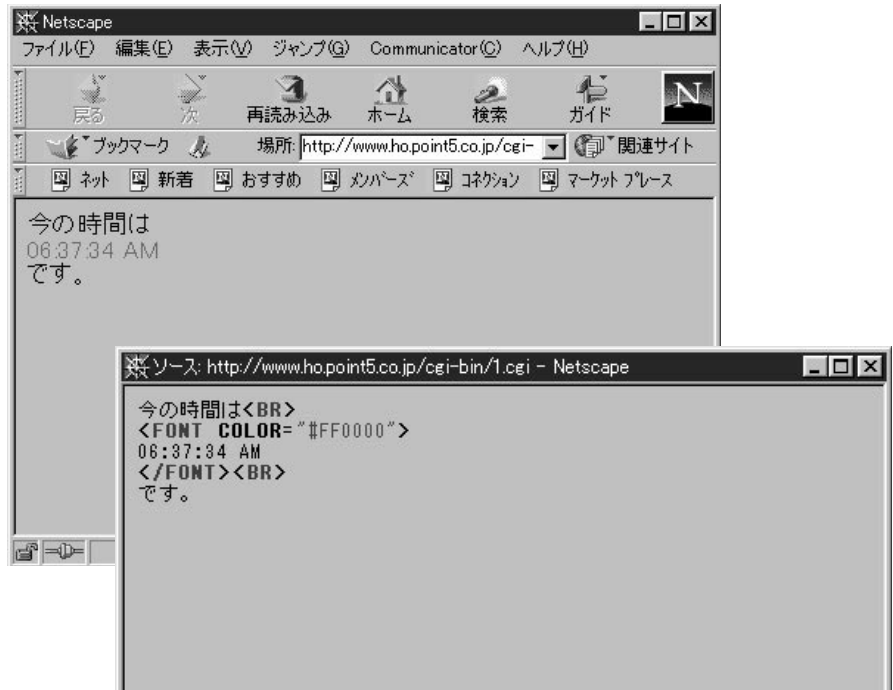 Netscape
ファイル(F) 編集(E) 表示(V) ジャンプ(G) Communicator(C) ヘルプ(H)
戻る 次 再読み込み ホーム 検索 ガイド N
ブックマーク 場所: http://www.ho.point5.co.jp/cgi- 関連サイト
ネット 新着 おすすめ メンバーズ コネクション マーケット プレース
今の時間は
06:37:34 AM
です。
ソース: http://www.ho.point5.co.jp/cgi-bin/1.cgi - Netscape
今の時間は<BR>
<FONT COLOR="#FF0000">
06:37:34 AM
</FONT><BR>
です。